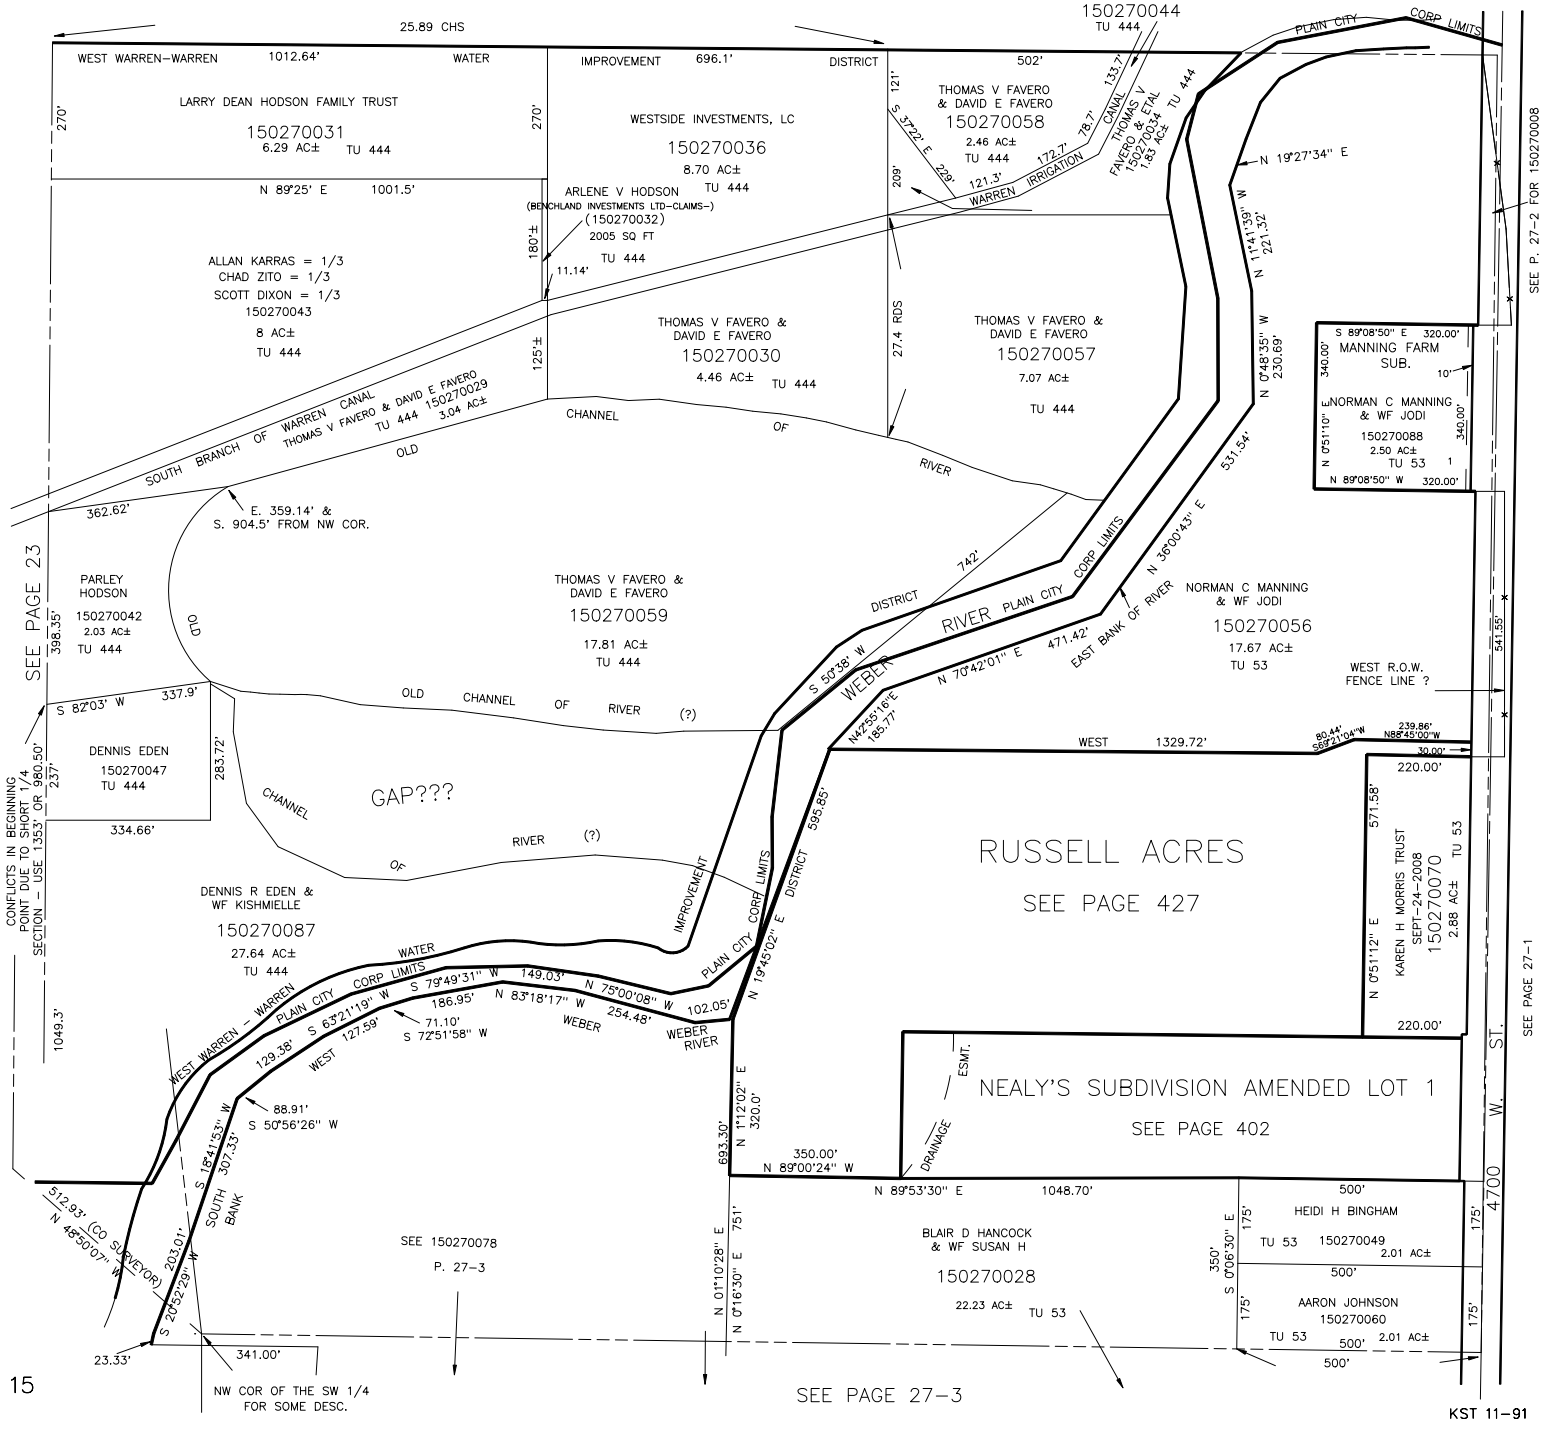 25.89 CHS
150270044
TU 444
PLAIN CITY CORP LIMITS
WEST WARREN-WARREN
1012.64'
WATER
IMPROVEMENT
696.1'
DISTRICT
502'
270'
LARRY DEAN HODSON FAMILY TRUST
150270031
6.29 AC± TU 444
270'
WESTSIDE INVESTMENTS, LC
150270036
8.70 AC±
TU 444
121'
S 37°22' E 229'
209'
THOMAS V FAVERO
& DAVID E FAVERO
150270058
2.46 AC±
TU 444
133.7'
78.7'
172.7'
121.3'
WARREN IRRIGATION CANAL
THOMAS V
FAVERO & ETAL
150270034 TU 444
1.83 AC±
N 19°27'34" E
SEE P. 27-2 FOR 150270008
N 89°25' E 1001.5'
ARLENE V HODSON
(BENCHLAND INVESTMENTS LTD-CLAIMS-)
(150270032)
2005 SQ FT
TU 444
180'±
11.14'
ALLAN KARRAS = 1/3
CHAD ZITO = 1/3
SCOTT DIXON = 1/3
150270043
8 AC±
TU 444
N 11°41'39" W
221.32'
N 0°48'35" W
230.69'
THOMAS V FAVERO &
DAVID E FAVERO
150270030
4.46 AC± TU 444
125'±
27.4 RDS
THOMAS V FAVERO &
DAVID E FAVERO
150270057
7.07 AC±
TU 444
S 89°08'50" E 320.00'
MANNING FARM
SUB.
10'
340.00'
N 0°51'10" E
NORMAN C MANNING
& WF JODI
150270088
2.50 AC±
TU 53 1
340.00'
N 89°08'50" W 320.00'
SOUTH BRANCH OF WARREN CANAL
THOMAS V FAVERO & DAVID E FAVERO
TU 444 150270029
3.04 AC±
OLD
CHANNEL
OF
RIVER
531.54'
N 36°00'43" E
362.62'
E. 359.14' &
S. 904.5' FROM NW COR.
SEE PAGE 23
PARLEY
HODSON
150270042
2.03 AC±
TU 444
398.35'
OLD
THOMAS V FAVERO &
DAVID E FAVERO
150270059
17.81 AC±
TU 444
742'
S 50°38' W
DISTRICT
WEBER RIVER
PLAIN CITY CORP LIMITS
N 70°42'01" E 471.42'
EAST BANK OF RIVER
NORMAN C MANNING
& WF JODI
150270056
17.67 AC±
TU 53
541.55'
WEST R.O.W.
FENCE LINE ?
S 82°03' W 337.9'
OLD CHANNEL OF RIVER (?)
N42°55'16"E
185.77'
WEST 1329.72'
80.44'
S69°21'04"W
239.86'
N88°45'00"W
30.00'
220.00'
DENNIS EDEN
150270047
TU 444
237'
283.72'
334.66'
CONFLICTS IN BEGINNING
POINT DUE TO SHORT 1/4
SECTION - USE 1353' OR 980.50'
GAP???
CHANNEL
OF
RIVER (?)
595.85'
N 19°45'02" E
DISTRICT
PLAIN CITY CORP LIMITS
IMPROVEMENT
RUSSELL ACRES
SEE PAGE 427
571.58'
N 0°51'12" E
KAREN H MORRIS TRUST
SEPT-24-2008
150270070
2.88 AC± TU 53
220.00'
SEE PAGE 27-1
DENNIS R EDEN &
WF KISHMIELLE
150270087
27.64 AC±
TU 444
WATER
WEST WARREN - WARREN
PLAIN CITY CORP LIMITS
S 79°49'31" W
186.95'
149.03'
N 83°18'17" W
254.48'
N 75°00'08" W
102.05'
S 63°21'19" W
127.59'
71.10'
S 72°51'58" W
129.38'
WEST
WEBER
WEBER
RIVER
1049.3'
88.91'
S 50°56'26" W
S 18°41'53" W
307.33'
SOUTH
BANK
N 1°12'02" E
320.0'
693.30'
350.00'
N 89°00'24" W
ESMT.
DRAINAGE
NEALY'S SUBDIVISION AMENDED LOT 1
SEE PAGE 402
4700 W. ST.
N 89°53'30" E 1048.70'
500'
512.93' (CO SURVEYOR)
N 48°50'07" W
203.01'
S 20°52'29" W
SEE 150270078
P. 27-3
N 01°10'28" E 751'
N 0°16'30" E
BLAIR D HANCOCK
& WF SUSAN H
150270028
22.23 AC± TU 53
350'
S 0°06'30" E
175'
HEIDI H BINGHAM
TU 53 150270049
2.01 AC±
175'
500'
175'
AARON JOHNSON
150270060
TU 53 2.01 AC±
175'
500'
500'
23.33'
341.00'
NW COR OF THE SW 1/4
FOR SOME DESC.
15
SEE PAGE 27-3
KST 11-91